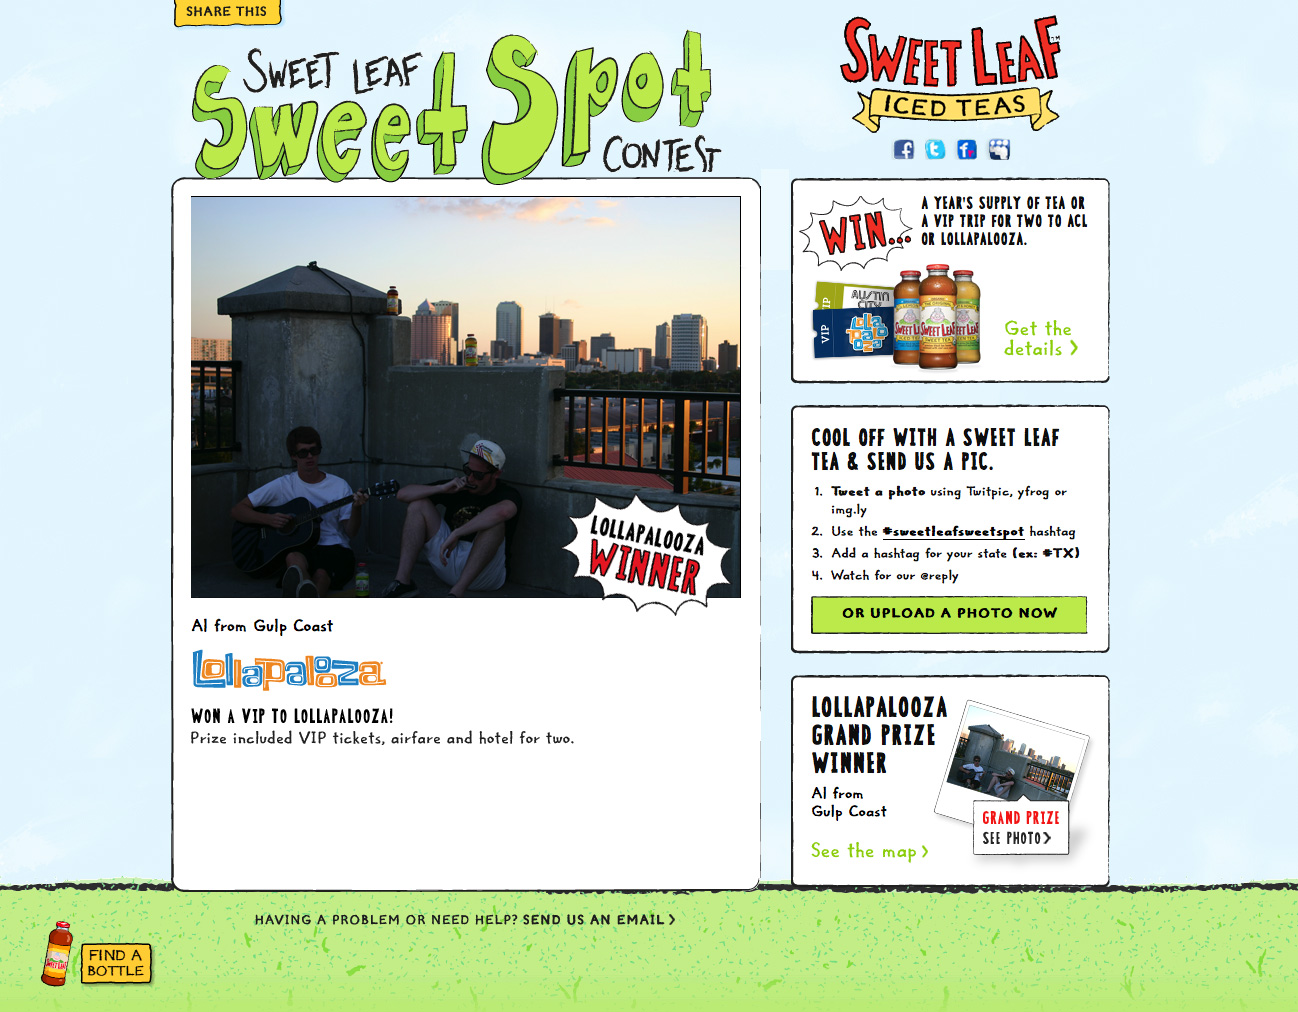 SHARE THIS
SWEET LEAF
Sweet Spot
CONTEST
SWEET LEAF™
ICED TEAS
WIN...
A YEAR'S SUPPLY OF TEA OR
A VIP TRIP FOR TWO TO ACL
OR LOLLAPALOOZA.
VIP
AUSTIN
CITY
VIP
Lollapalooza
SWEET LEAF
Get the
details >
COOL OFF WITH A SWEET LEAF
TEA & SEND US A PIC.
1. Tweet a photo using Twitpic, yfrog or
img.ly
2. Use the #sweetleafsweetspot hashtag
3. Add a hashtag for your state (ex: #TX)
4. Watch for our @reply
OR UPLOAD A PHOTO NOW
LOLLAPALOOZA
WINNER
Al from Gulp Coast
Lollapalooza
WON A VIP TO LOLLAPALOOZA!
Prize included VIP tickets, airfare and hotel for two.
LOLLAPALOOZA
GRAND PRIZE
WINNER
Al from
Gulp Coast
See the map >
GRAND PRIZE
SEE PHOTO >
HAVING A PROBLEM OR NEED HELP? SEND US AN EMAIL >
FIND A
BOTTLE